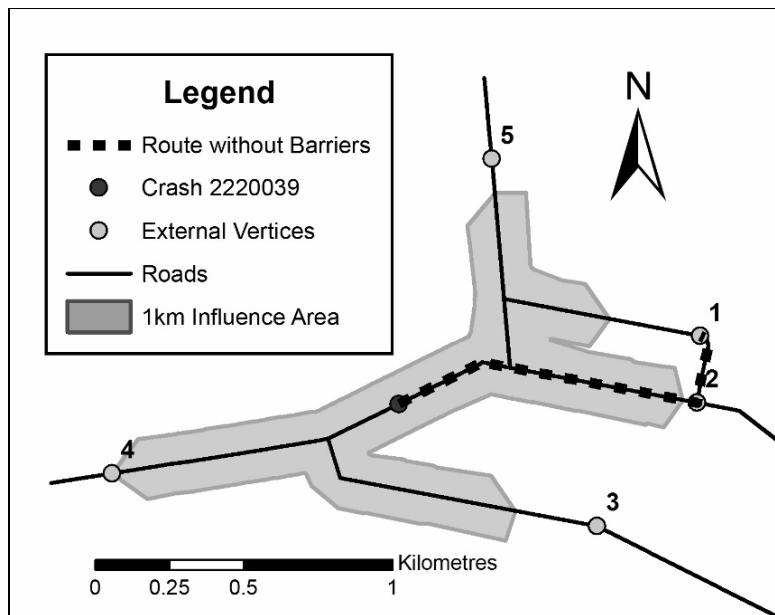 Legend
Route without Barriers
Crash 2220039
External Vertices
Roads
1km Influence Area
N
5
1
2
4
3
Kilometres
0 0.25 0.5 1